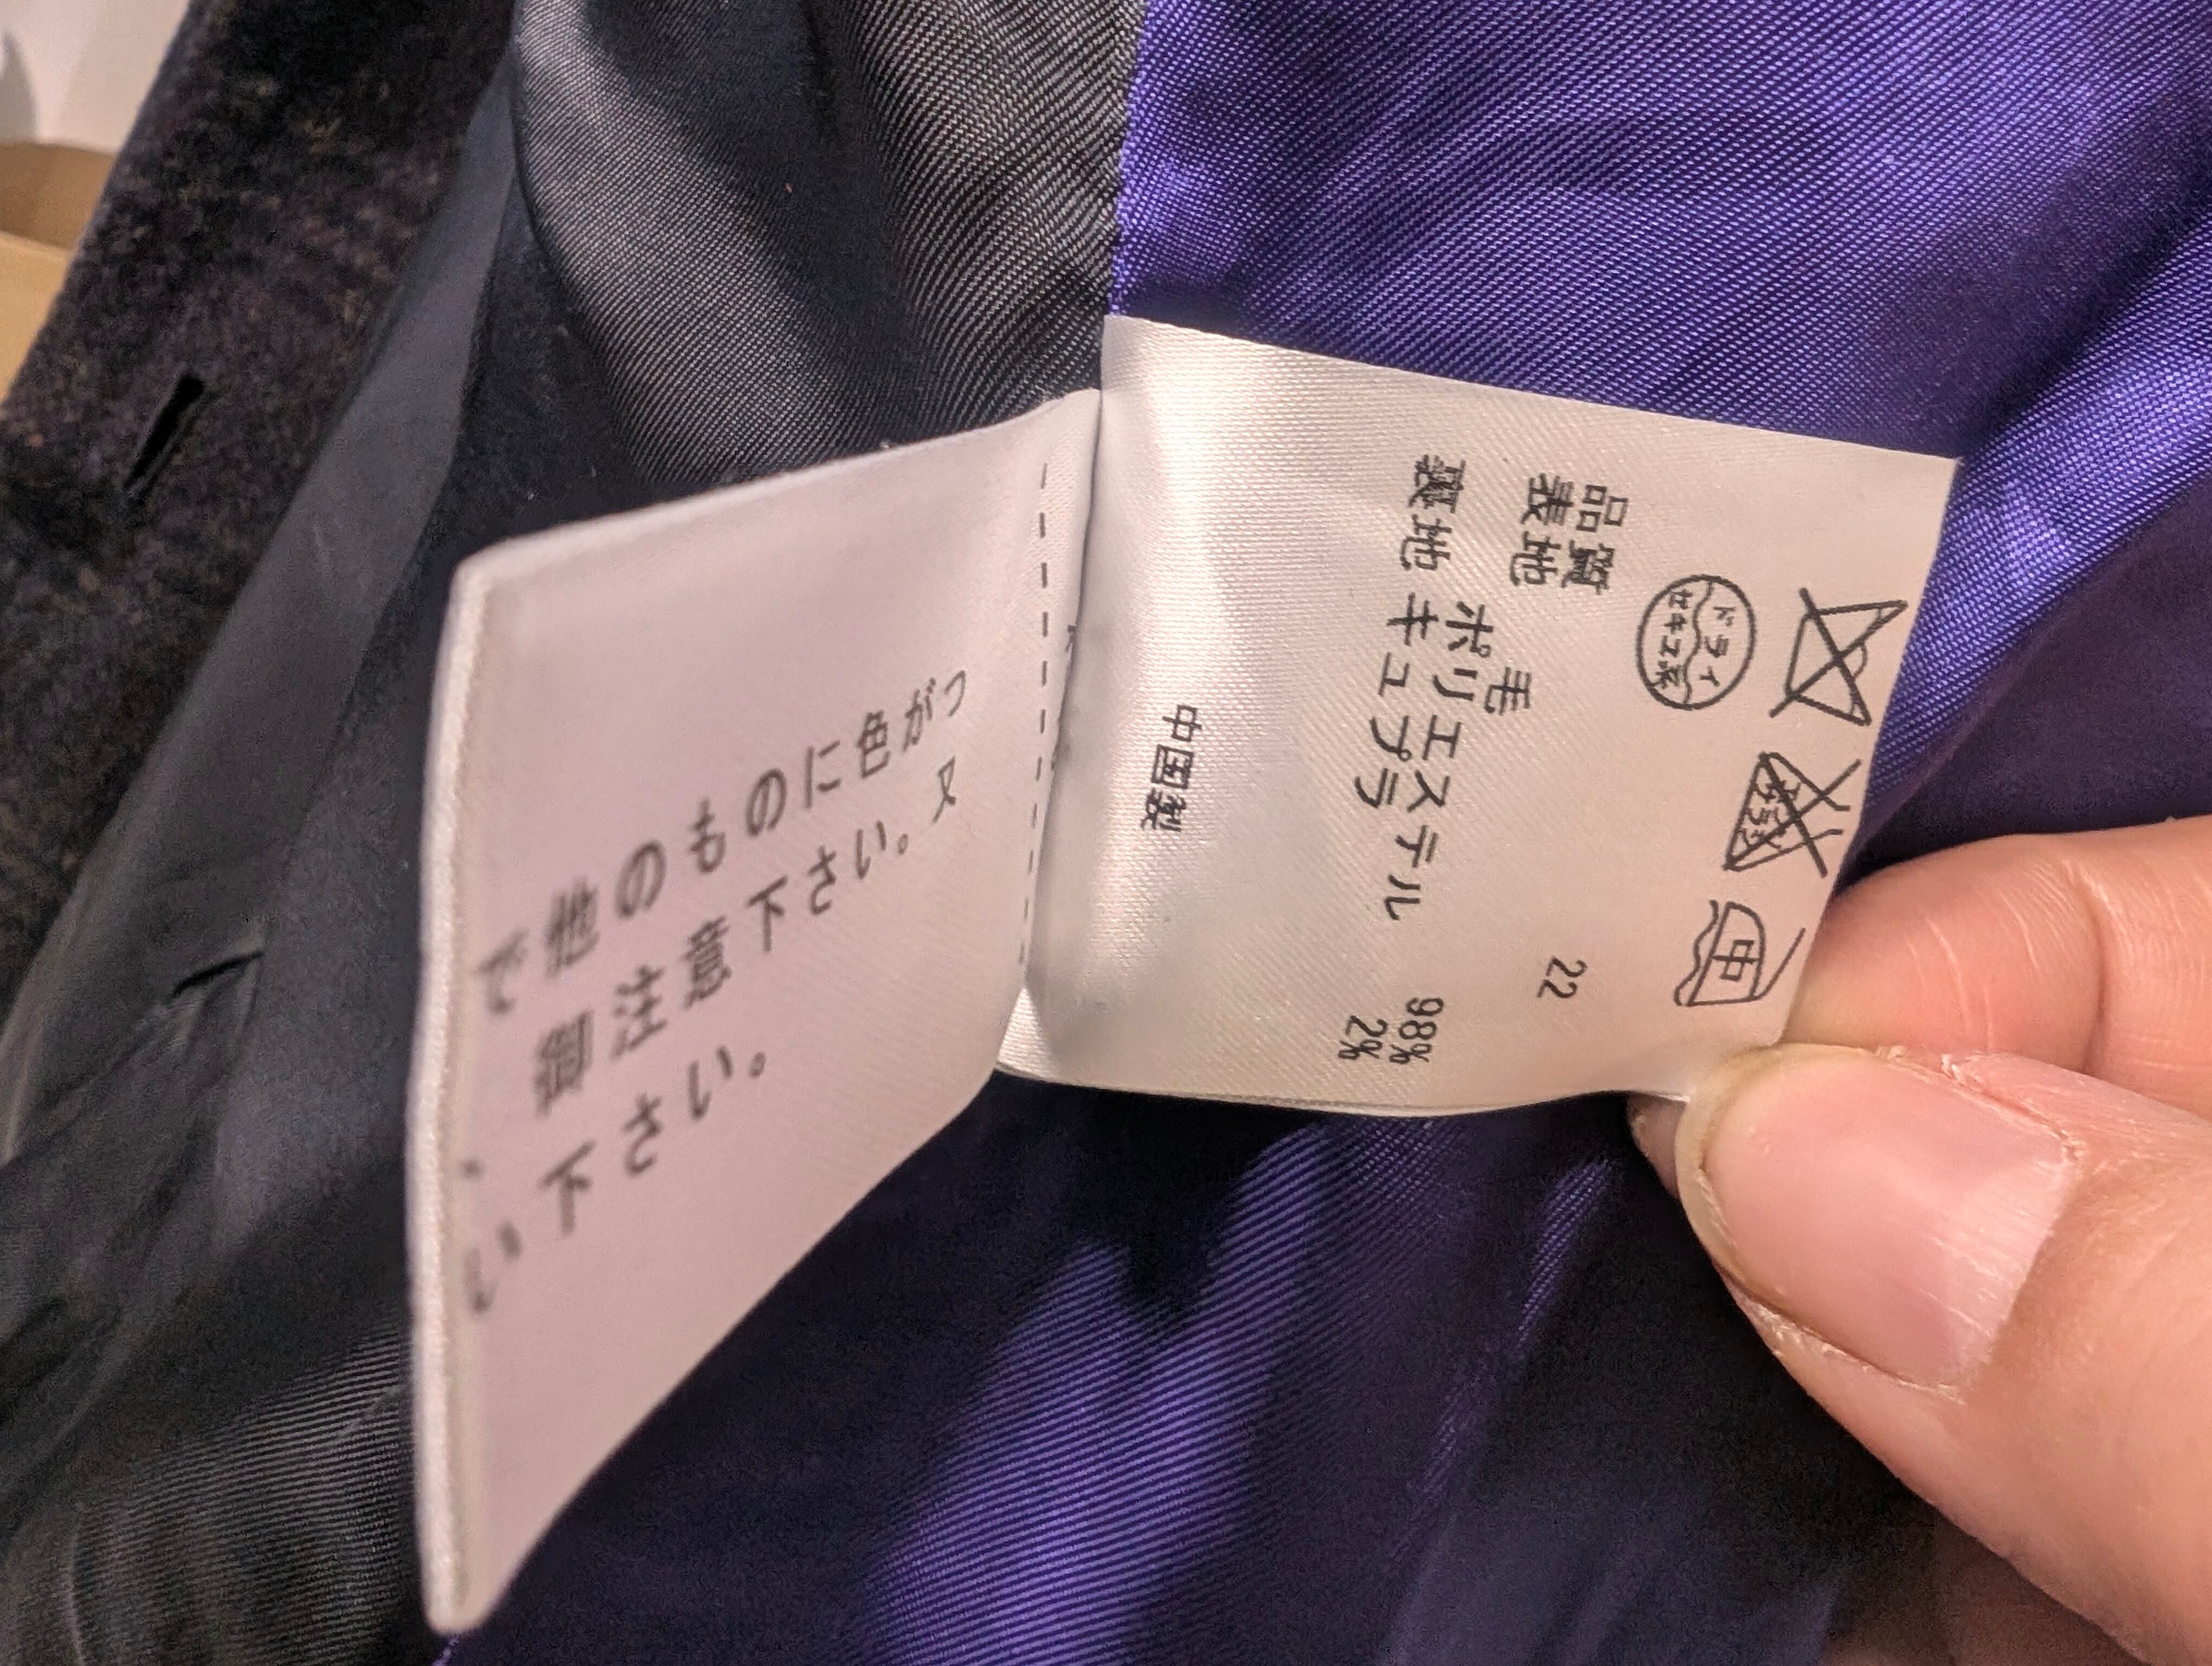 ドライ
セキユ系
中
品質
22
表地 毛
ポリエステル 98%
裏地 キュプラ 2%
中国製
で他のものに色がつ
御注意下さい。又
、
い下さい。